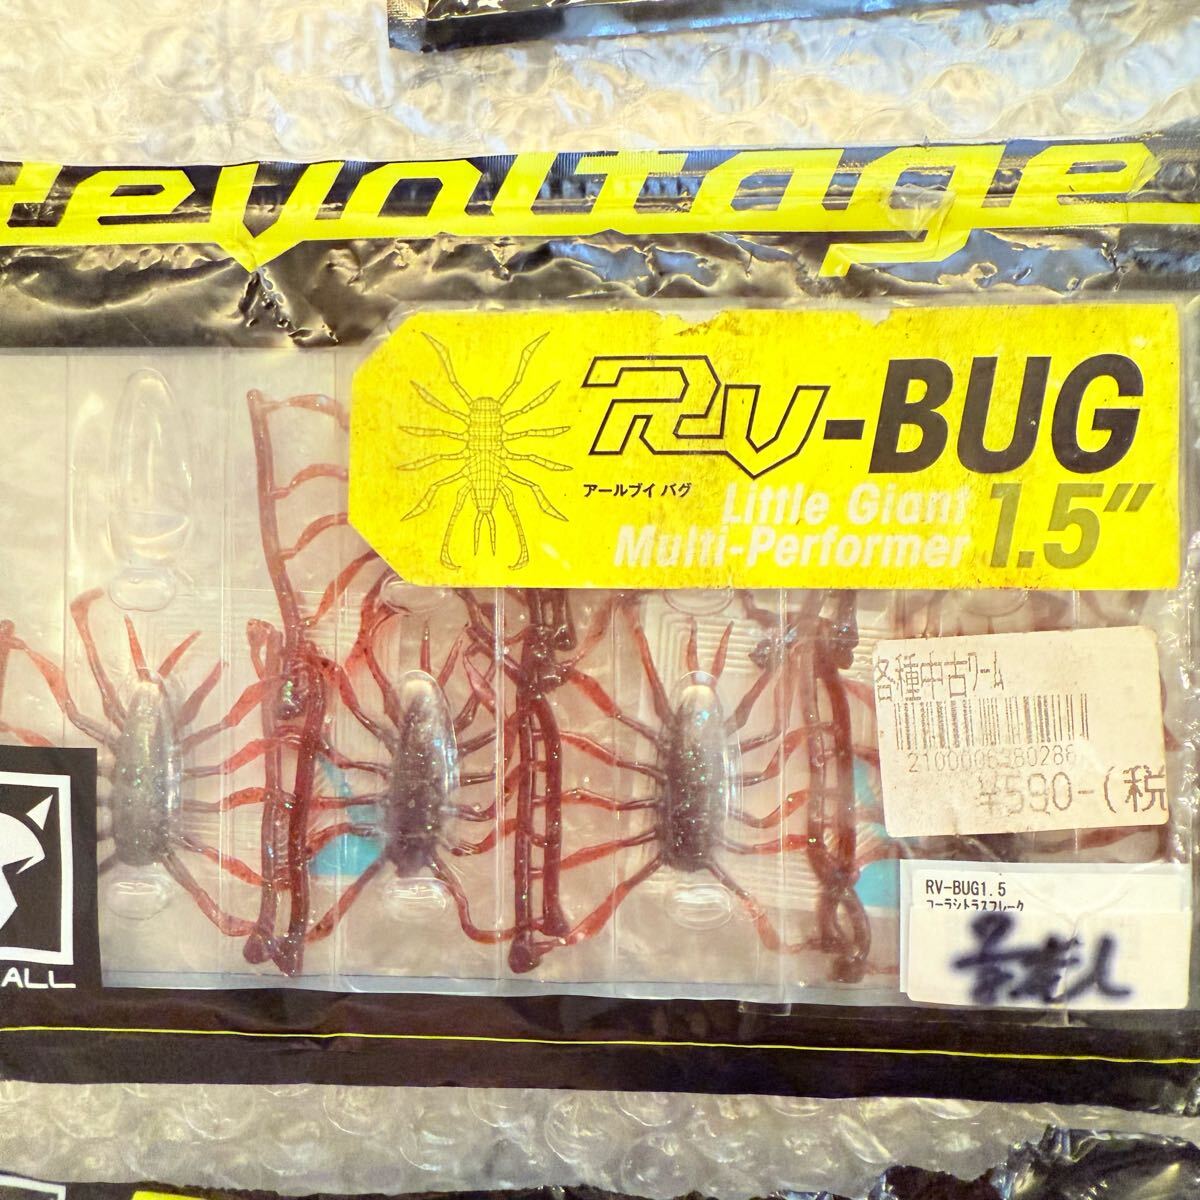 revoltage
RV-BUG
アールブイ バグ
Little Giant
Multi-Performer
1.5"
各種中古ワーム
2100006380286
¥590-(税
RV-BUG1.5
コーラシトラスフレーク
ALL